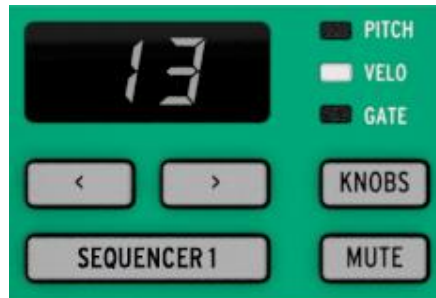 13
PITCH
VELO
GATE
< >
KNOBS
SEQUENCER 1
MUTE